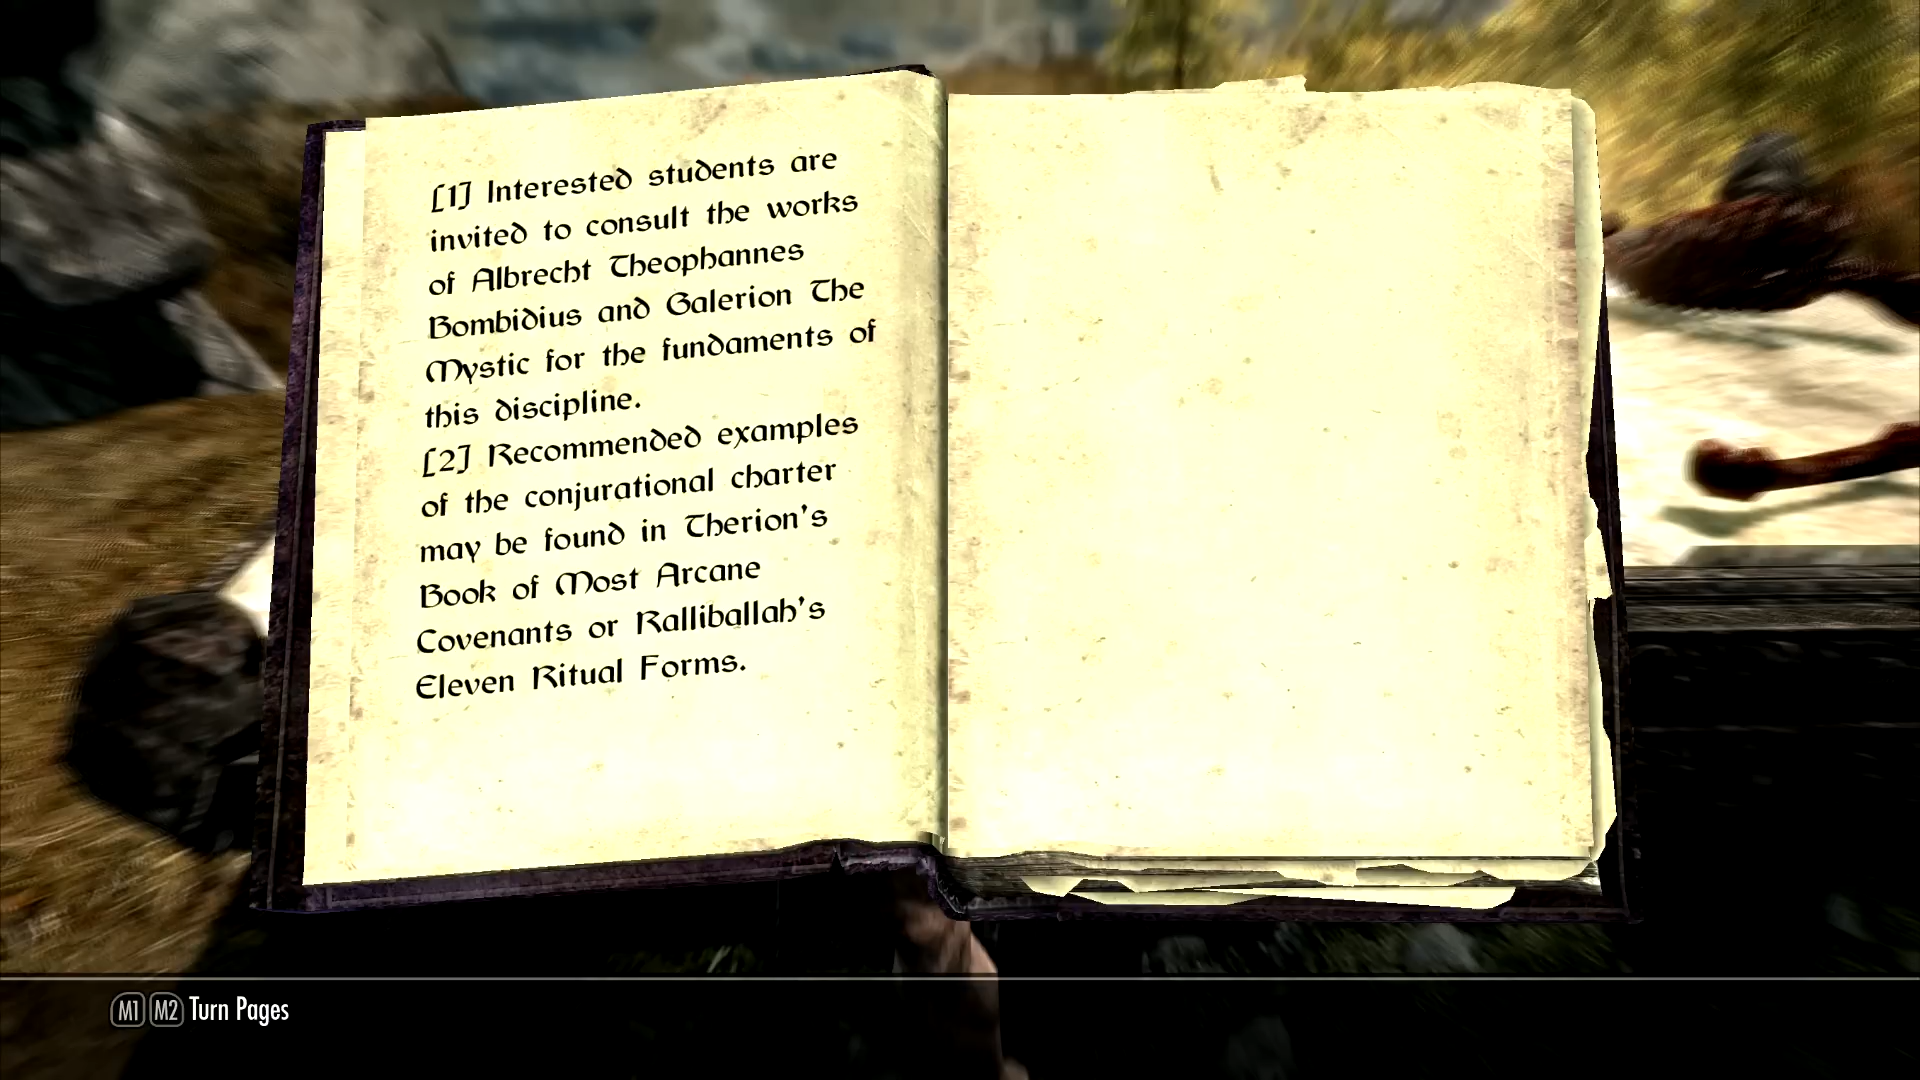 [1] Interested students are
invited to consult the works
of Albrecht Theophannes
Bombidius and Galerion The
Mystic for the fundaments of
this discipline.
[2] Recommended examples
of the conjurational charter
may be found in Therion's
Book of Most Arcane
Covenants or Ralliballah's
Eleven Ritual Forms.
M1 M2 Turn Pages